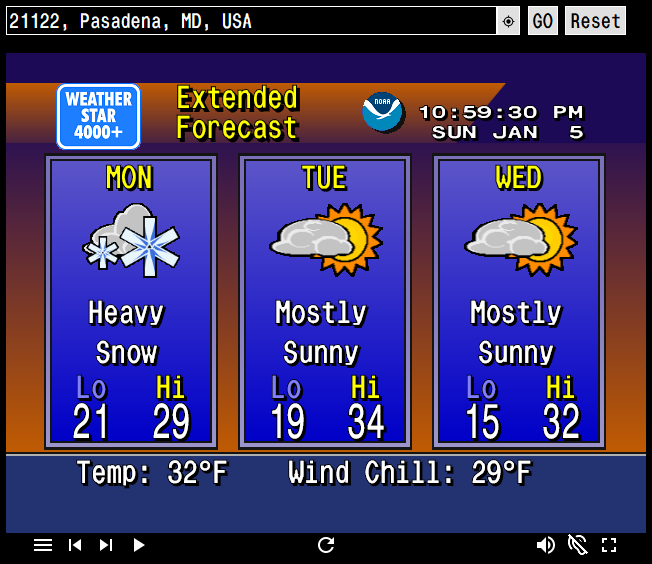 21122, Pasadena, MD, USA GO Reset
WEATHER
STAR
4000+
Extended
Forecast
NOAA
10:59:30 PM
SUN JAN 5
MON TUE WED
Heavy Mostly Mostly
Snow Sunny Sunny
Lo Hi Lo Hi Lo Hi
21 29 19 34 15 32
Temp: 32°F Wind Chill: 29°F